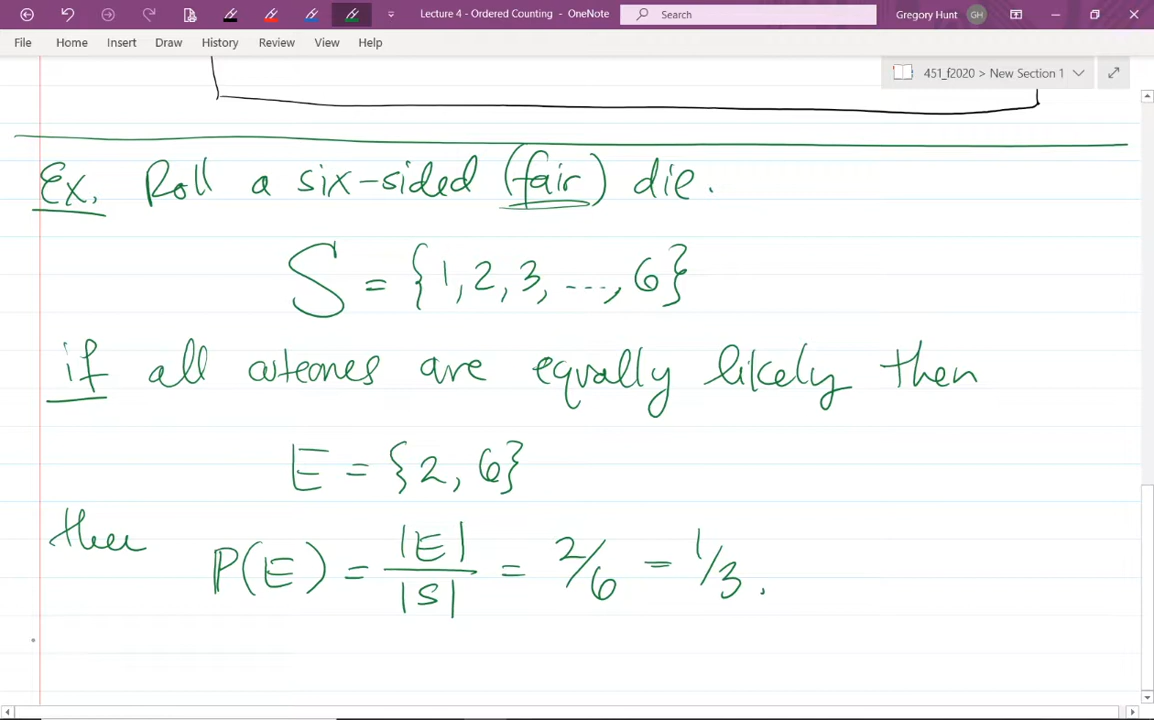 Lecture 4 - Ordered Counting - OneNote
Search
Gregory Hunt GH
File Home Insert Draw History Review View Help
451_f2020 > New Section 1
Ex. Roll a six-sided (fair) die.
S = {1, 2, 3, ..., 6}
if all outcomes are equally likely then
E = {2, 6}
then P(E) = |E| / |S| = 2/6 = 1/3.